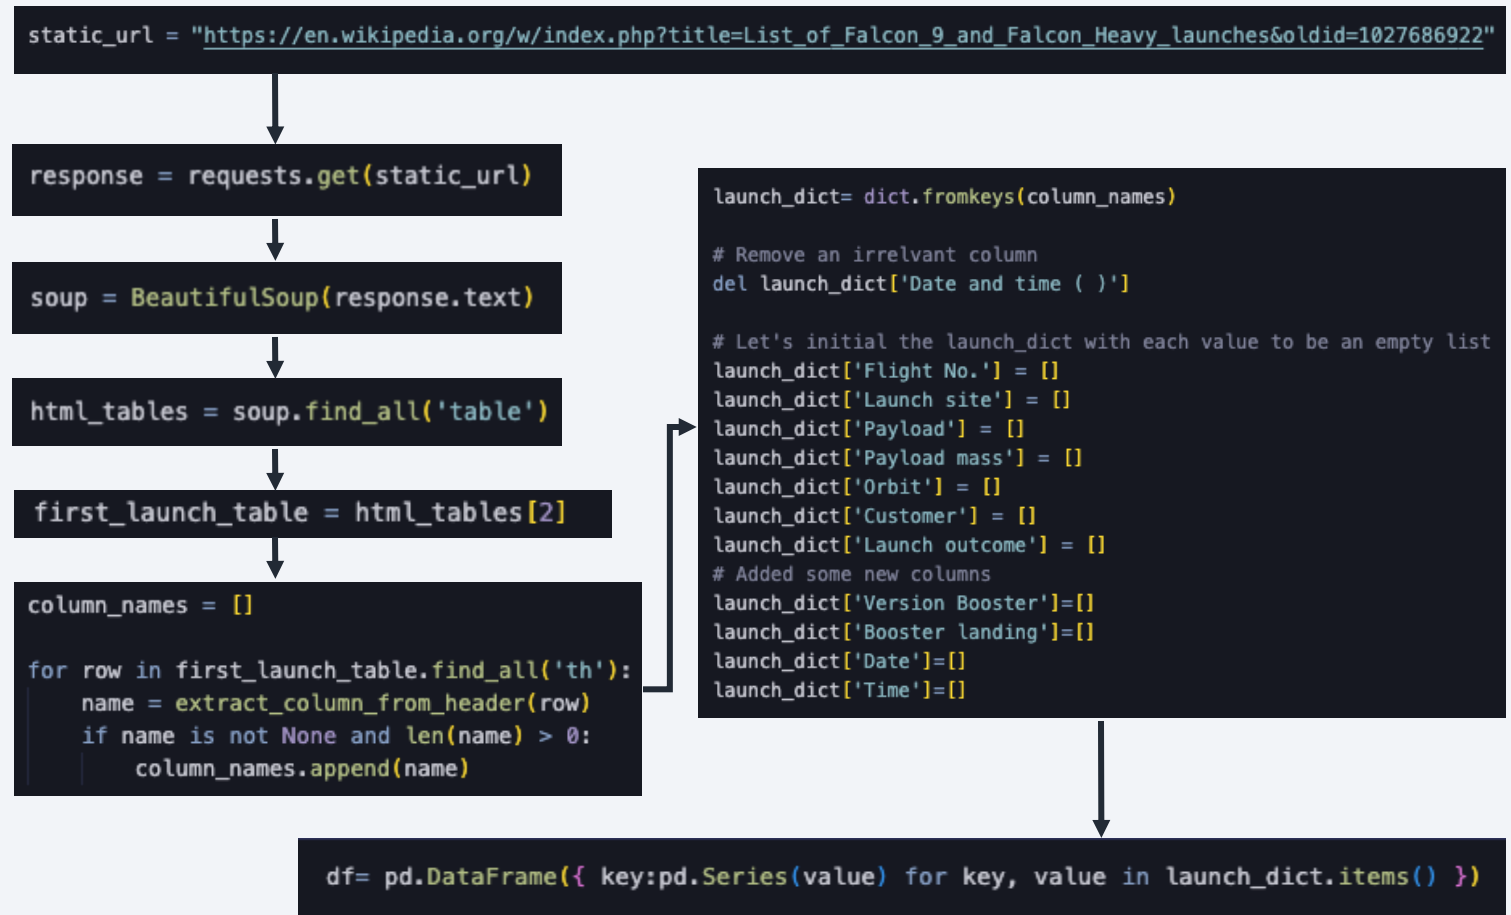 static_url = "https://en.wikipedia.org/w/index.php?title=List_of_Falcon_9_and_Falcon_Heavy_launches&oldid=1027686922"
response = requests.get(static_url)
soup = BeautifulSoup(response.text)
html_tables = soup.find_all('table')
first_launch_table = html_tables[2]
column_names = []
for row in first_launch_table.find_all('th'):
    name = extract_column_from_header(row)
    if name is not None and len(name) > 0:
        column_names.append(name)
launch_dict= dict.fromkeys(column_names)
# Remove an irrelvant column
del launch_dict['Date and time ( )']
# Let's initial the launch_dict with each value to be an empty list
launch_dict['Flight No.'] = []
launch_dict['Launch site'] = []
launch_dict['Payload'] = []
launch_dict['Payload mass'] = []
launch_dict['Orbit'] = []
launch_dict['Customer'] = []
launch_dict['Launch outcome'] = []
# Added some new columns
launch_dict['Version Booster']=[]
launch_dict['Booster landing']=[]
launch_dict['Date']=[]
launch_dict['Time']=[]
df= pd.DataFrame({ key:pd.Series(value) for key, value in launch_dict.items() })